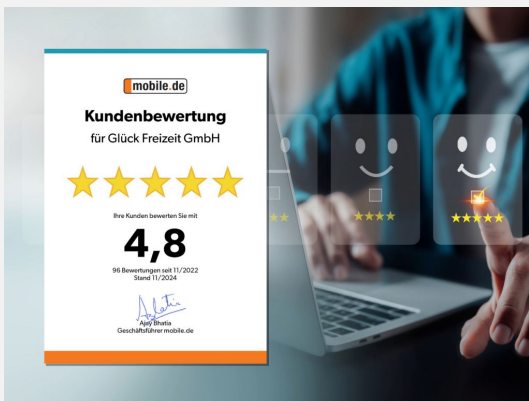 mobile.de
Kundenbewertung
für Glück Freizeit GmbH
Ihre Kunden bewerten Sie mit
4,8
96 Bewertungen seit 11/2022
Stand 11/2024
Ajay Bhatia
Geschäftsführer mobile.de